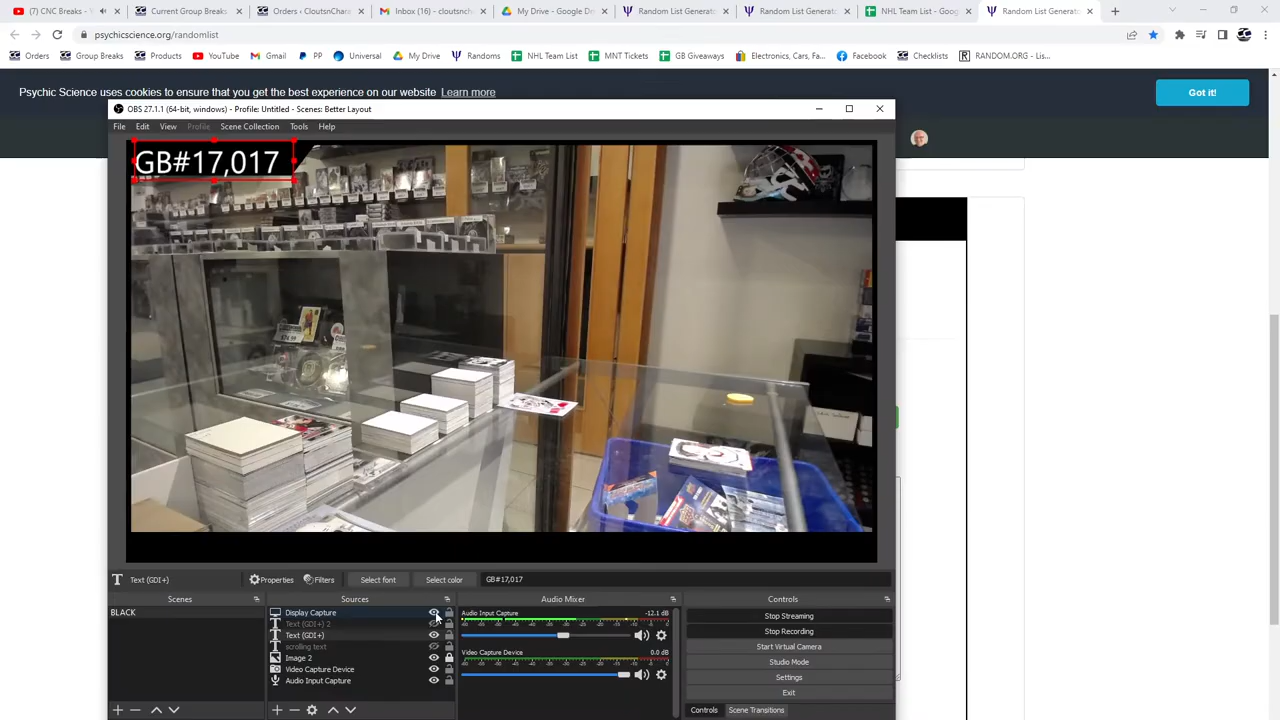 (7) CNC Breaks
Current Group Breaks
Orders ‹ CloutsnChara
Inbox (16) - cloutsnc
My Drive - Google Dr
Random List Generato
Random List Generato
NHL Team List - Goog
Random List Generato
psychicscience.org/randomlist
Orders
Group Breaks
Products
YouTube
Gmail
PP
Universal
My Drive
Randoms
NHL Team List
MNT Tickets
GB Giveaways
Electronics, Cars, Fa...
Facebook
Checklists
RANDOM.ORG - Lis...
Psychic Science uses cookies to ensure that you get the best experience on our website Learn more
Got it!
OBS 27.1.1 (64-bit, windows) - Profile: Untitled - Scenes: Better Layout
File Edit View Profile Scene Collection Tools Help
GB#17,017
Text (GDI+)
Properties
Filters
Select font
Select color
GB#17,017
Scenes
Sources
Audio Mixer
Controls
BLACK
Display Capture
Text (GDI+) 2
Text (GDI+)
scrolling text
Image 2
Video Capture Device
Audio Input Capture
Audio Input Capture
-12.1 dB
Video Capture Device
0.0 dB
Stop Streaming
Stop Recording
Start Virtual Camera
Studio Mode
Settings
Exit
Controls
Scene Transitions